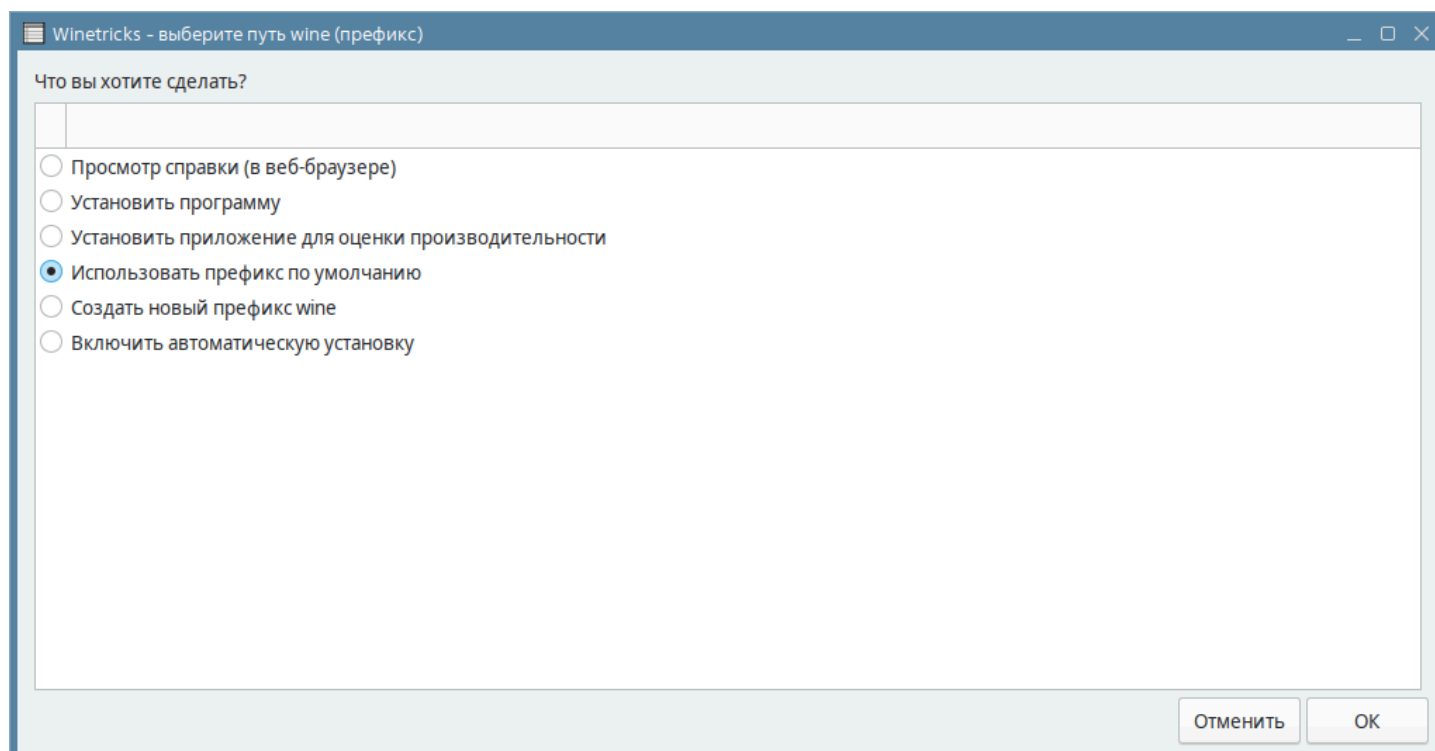 Winetricks - выберите путь wine (префикс)
Что вы хотите сделать?
Просмотр справки (в веб-браузере)
Установить программу
Установить приложение для оценки производительности
Использовать префикс по умолчанию
Создать новый префикс wine
Включить автоматическую установку
Отменить
ОК